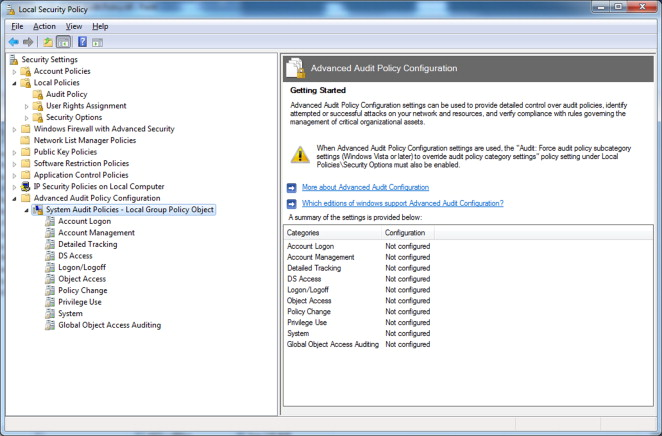 Local Security Policy
File Action View Help
Security Settings
Account Policies
Local Policies
Audit Policy
User Rights Assignment
Security Options
Windows Firewall with Advanced Security
Network List Manager Policies
Public Key Policies
Software Restriction Policies
Application Control Policies
IP Security Policies on Local Computer
Advanced Audit Policy Configuration
System Audit Policies - Local Group Policy Object
Account Logon
Account Management
Detailed Tracking
DS Access
Logon/Logoff
Object Access
Policy Change
Privilege Use
System
Global Object Access Auditing
Advanced Audit Policy Configuration
Getting Started
Advanced Audit Policy Configuration settings can be used to provide detailed control over audit policies, identify
attempted or successful attacks on your network and resources, and verify compliance with rules governing the
management of critical organizational assets.
When Advanced Audit Policy Configuration settings are used, the "Audit: Force audit policy subcategory
settings (Windows Vista or later) to override audit policy category settings" policy setting under Local
Policies\Security Options must also be enabled.
More about Advanced Audit Configuration
Which editions of windows support Advanced Audit Configuration?
A summary of the settings is provided below:
Categories Configuration
Account Logon Not configured
Account Management Not configured
Detailed Tracking Not configured
DS Access Not configured
Logon/Logoff Not configured
Object Access Not configured
Policy Change Not configured
Privilege Use Not configured
System Not configured
Global Object Access Auditing Not configured